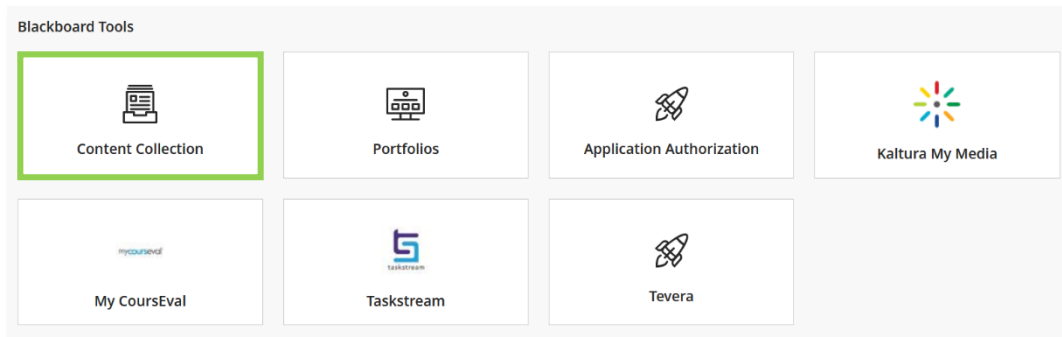 Blackboard Tools
Content Collection
Portfolios
Application Authorization
Kaltura My Media
mycourseval
taskstream
My CoursEval
Taskstream
Tevera